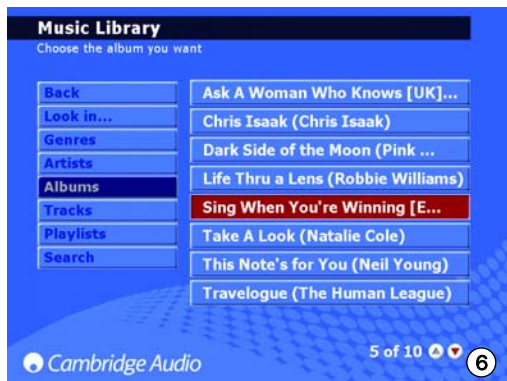 Music Library
Choose the album you want
Back
Look in...
Genres
Artists
Albums
Tracks
Playlists
Search
Ask A Woman Who Knows [UK]...
Chris Isaak (Chris Isaak)
Dark Side of the Moon (Pink ...
Life Thru a Lens (Robbie Williams)
Sing When You're Winning [E...
Take A Look (Natalie Cole)
This Note's for You (Neil Young)
Travelogue (The Human League)
5 of 10
Cambridge Audio
6